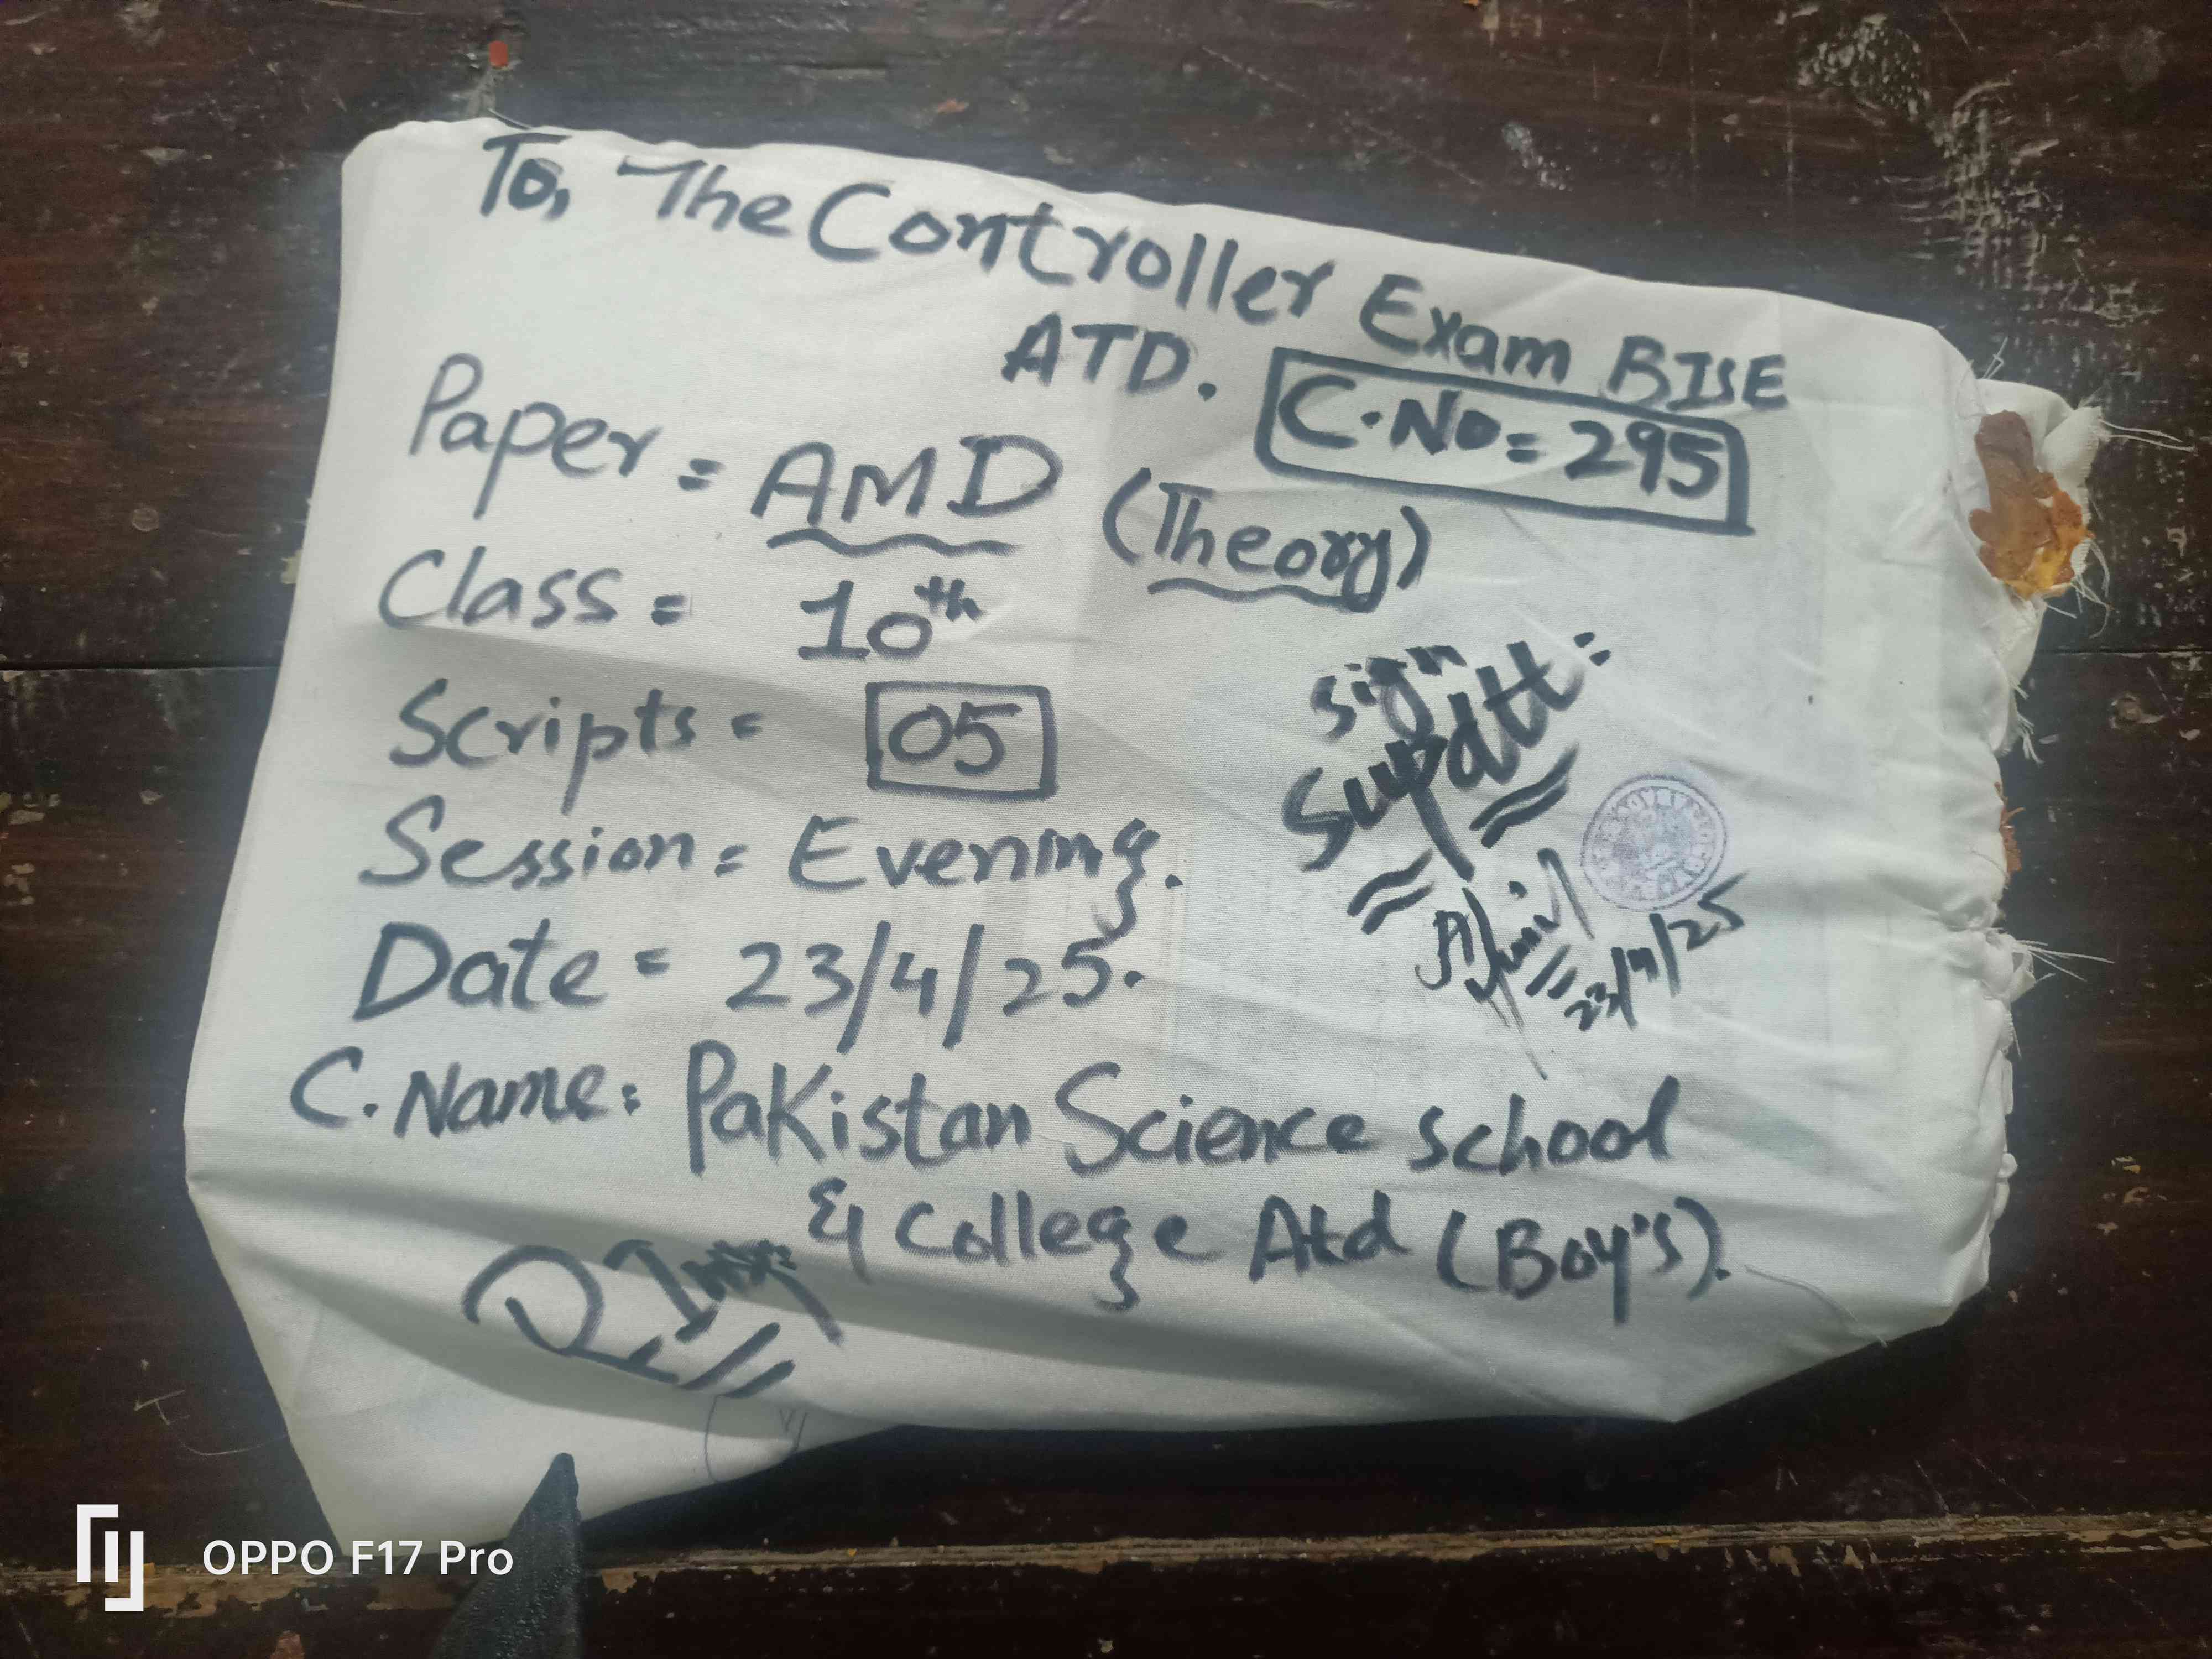 To, The Controller Exam BISE
ATD.
C.No = 295
Paper = AMD (Theory)
Class = 10th
Scripts = 05
Session = Evening.
Date = 23/4/25.
Sign
Supdtt =
23/4/25
C. Name: Pakistan Science school
& College Atd (Boy's).
OPPO F17 Pro